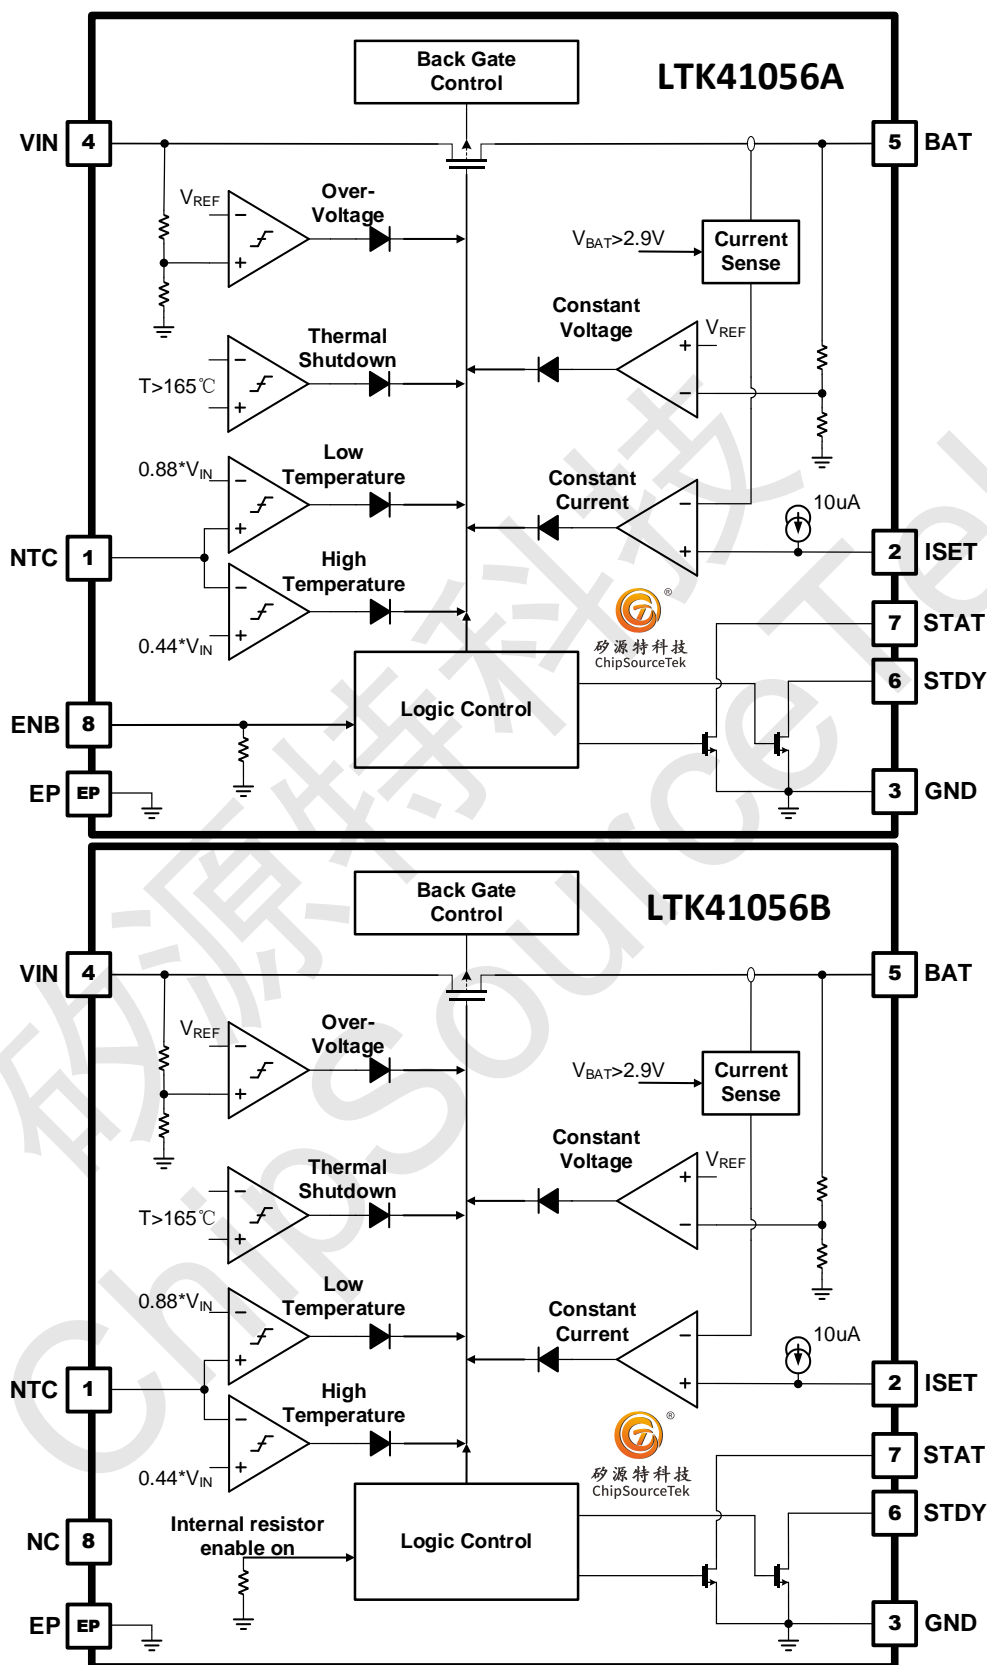 Back Gate
Control
LTK41056A
VIN
4
5
BAT
VREF
Over-
Voltage
VBAT>2.9V
Current
Sense
Constant
Voltage
VREF
Thermal
Shutdown
T>165℃
Low
Temperature
0.88*VIN
Constant
Current
10uA
NTC
1
2
ISET
High
Temperature
0.44*VIN
®
矽源特科技
ChipSourceTek
7
STAT
6
STDY
ENB
8
Logic Control
EP
EP
3
GND
Back Gate
Control
LTK41056B
VIN
4
5
BAT
VREF
Over-
Voltage
VBAT>2.9V
Current
Sense
Constant
Voltage
VREF
Thermal
Shutdown
T>165℃
Low
Temperature
0.88*VIN
Constant
Current
10uA
NTC
1
2
ISET
High
Temperature
0.44*VIN
®
矽源特科技
ChipSourceTek
7
STAT
6
STDY
NC
8
Internal resistor
enable on
Logic Control
EP
EP
3
GND
矽源特科技
ChipSourceTek